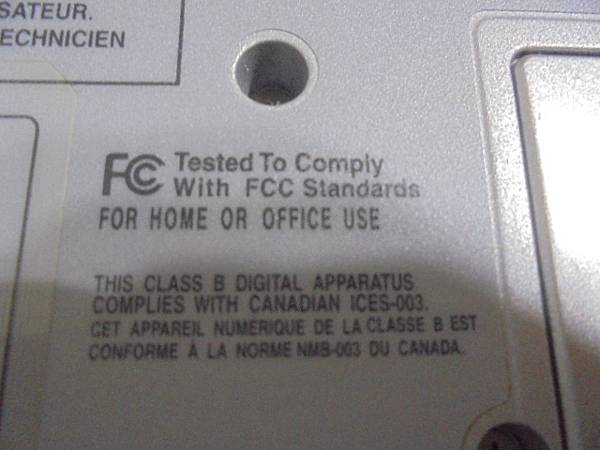 SATEUR.
ECHNICIEN
FC Tested To Comply
With FCC Standards
FOR HOME OR OFFICE USE
THIS CLASS B DIGITAL APPARATUS
COMPLIES WITH CANADIAN ICES-003.
CET APPAREIL NUMERIQUE DE LA CLASSE B EST
CONFORME À LA NORME NMB-003 DU CANADA.